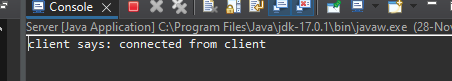 Console
Server [Java Application] C:\Program Files\Java\jdk-17.0.1\bin\javaw.exe (28-Nov
client says: connected from client